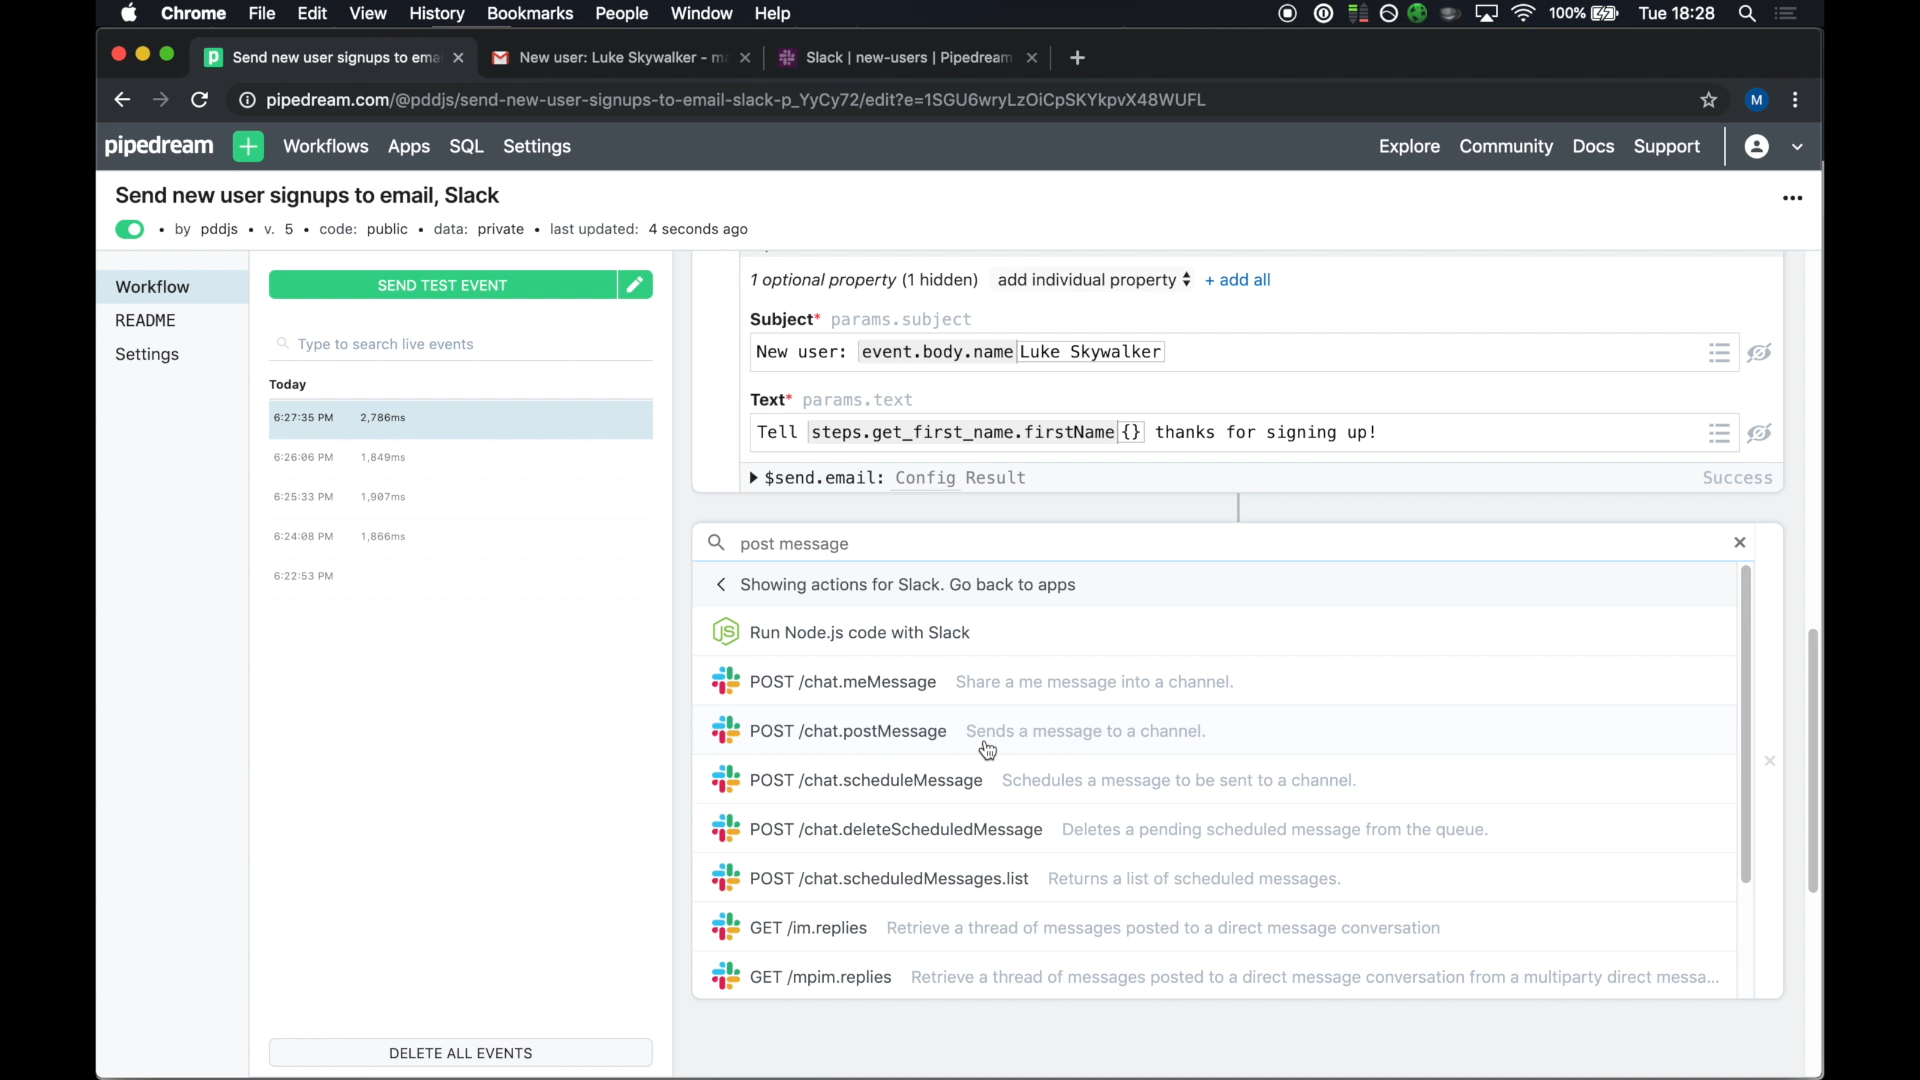 Chrome File Edit View History Bookmarks People Window Help 100% Tue 18:28
Send new user signups to ema New user: Luke Skywalker - ma Slack | new-users | Pipedream
pipedream.com/@pddjs/send-new-user-signups-to-email-slack-p_YyCy72/edit?e=1SGU6wryLzOiCpSKYkpvX48WUFL M
pipedream + Workflows Apps SQL Settings Explore Community Docs Support
Send new user signups to email, Slack
• by pddjs • v. 5 • code: public • data: private • last updated: 4 seconds ago
Workflow
README
Settings
SEND TEST EVENT
Type to search live events
Today
6:27:35 PM 2,786ms
6:26:06 PM 1,849ms
6:25:33 PM 1,907ms
6:24:08 PM 1,866ms
6:22:53 PM
DELETE ALL EVENTS
1 optional property (1 hidden) add individual property + add all
Subject* params.subject
New user: event.body.name Luke Skywalker
Text* params.text
Tell steps.get_first_name.firstName {} thanks for signing up!
$send.email: Config Result Success
post message
Showing actions for Slack. Go back to apps
JS Run Node.js code with Slack
POST /chat.meMessage Share a me message into a channel.
POST /chat.postMessage Sends a message to a channel.
POST /chat.scheduleMessage Schedules a message to be sent to a channel.
POST /chat.deleteScheduledMessage Deletes a pending scheduled message from the queue.
POST /chat.scheduledMessages.list Returns a list of scheduled messages.
GET /im.replies Retrieve a thread of messages posted to a direct message conversation
GET /mpim.replies Retrieve a thread of messages posted to a direct message conversation from a multiparty direct messa...